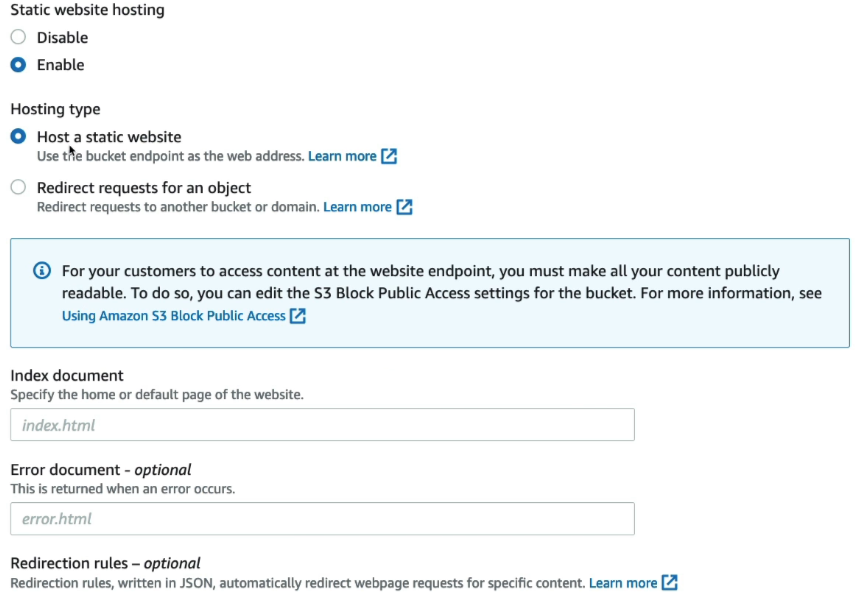 Static website hosting
Disable
Enable
Hosting type
Host a static website
Use the bucket endpoint as the web address. Learn more
Redirect requests for an object
Redirect requests to another bucket or domain. Learn more
For your customers to access content at the website endpoint, you must make all your content publicly
readable. To do so, you can edit the S3 Block Public Access settings for the bucket. For more information, see
Using Amazon S3 Block Public Access
Index document
Specify the home or default page of the website.
index.html
Error document - optional
This is returned when an error occurs.
error.html
Redirection rules – optional
Redirection rules, written in JSON, automatically redirect webpage requests for specific content. Learn more